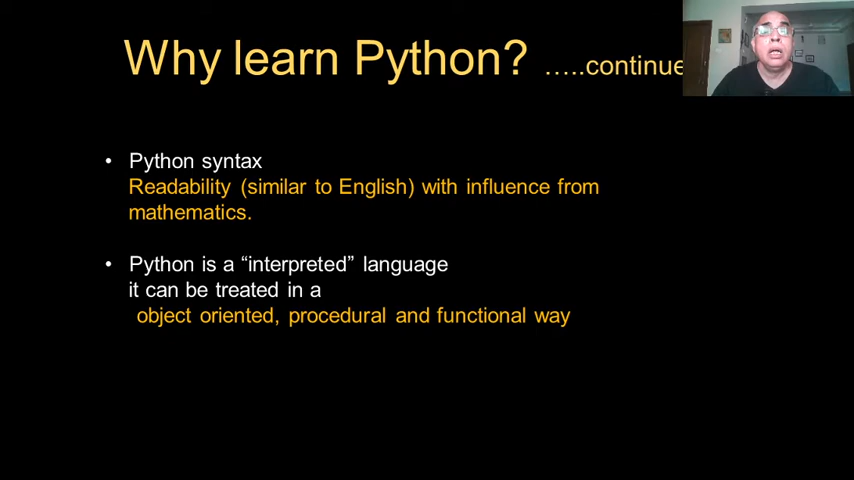 Why learn Python? …..continue
• Python syntax
Readability (similar to English) with influence from
mathematics.
• Python is a “interpreted” language
it can be treated in a
object oriented, procedural and functional way